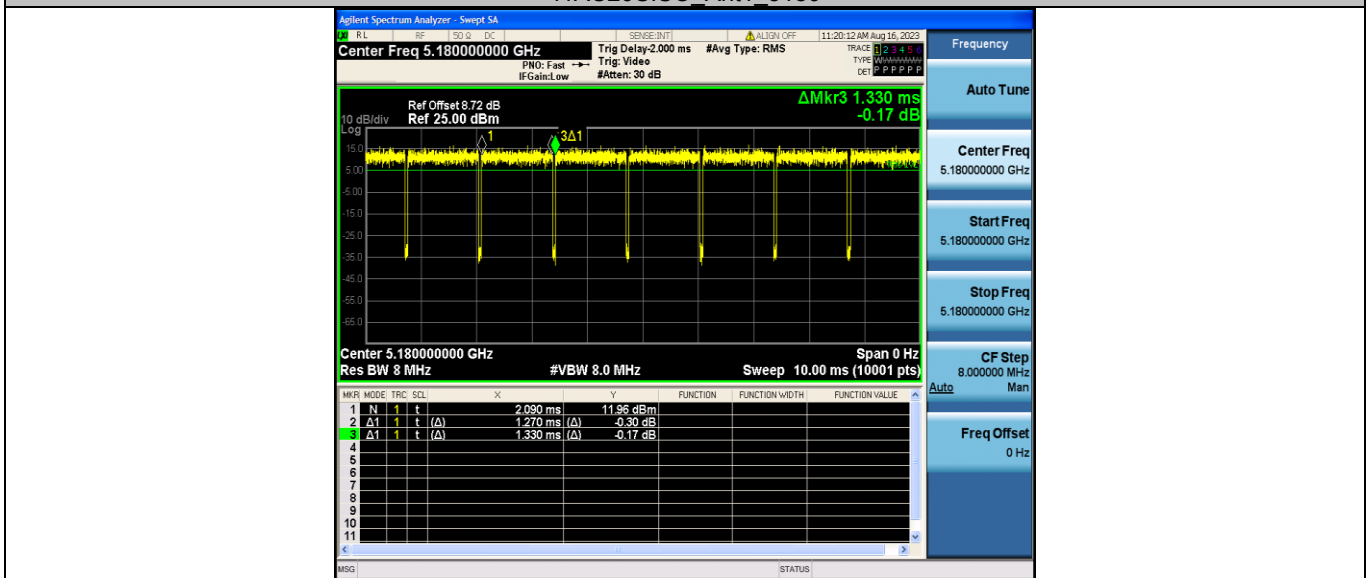 Agilent Spectrum Analyzer - Swept SA
RL RF 50 Ω DC SENSE:INT ALIGN OFF 11:20:12 AM Aug 16, 2023
Center Freq 5.180000000 GHz
PNO: Fast
IFGain:Low
Trig Delay-2.000 ms
Trig: Video
#Atten: 30 dB
#Avg Type: RMS
TRACE 1 2 3 4 5 6
TYPE
DET P P P P P P
Frequency
Ref Offset 8.72 dB
10 dB/div Ref 25.00 dBm
Log
ΔMkr3 1.330 ms
-0.17 dB
1
3Δ1
15.0
5.00
-5.00
-15.0
-25.0
-35.0
-45.0
-55.0
-65.0
Center 5.180000000 GHz Span 0 Hz
Res BW 8 MHz #VBW 8.0 MHz Sweep 10.00 ms (10001 pts)
MKR MODE TRC SCL X Y FUNCTION FUNCTION WIDTH FUNCTION VALUE
1 N 1 t 2.090 ms 11.96 dBm
2 Δ1 1 t (Δ) 1.270 ms (Δ) -0.30 dB
3 Δ1 1 t (Δ) 1.330 ms (Δ) -0.17 dB
4
5
6
7
8
9
10
11
Auto Tune
Center Freq
5.180000000 GHz
Start Freq
5.180000000 GHz
Stop Freq
5.180000000 GHz
CF Step
8.000000 MHz
Auto Man
Freq Offset
0 Hz
MSG STATUS